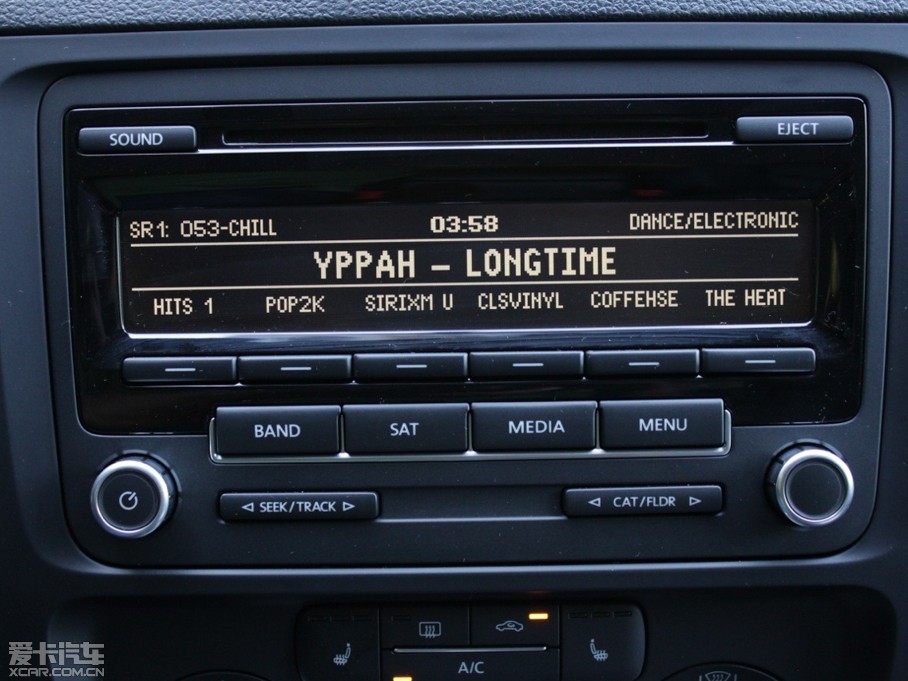 SOUND EJECT
SR1: 053-CHILL 03:58 DANCE/ELECTRONIC
YPPAH - LONGTIME
HITS 1 POP2K SIRIXM U CLSVINYL COFFEHSE THE HEAT
BAND SAT MEDIA MENU
SEEK/TRACK CAT/FLDR
A/C
爱卡汽车
XCAR.COM.CN